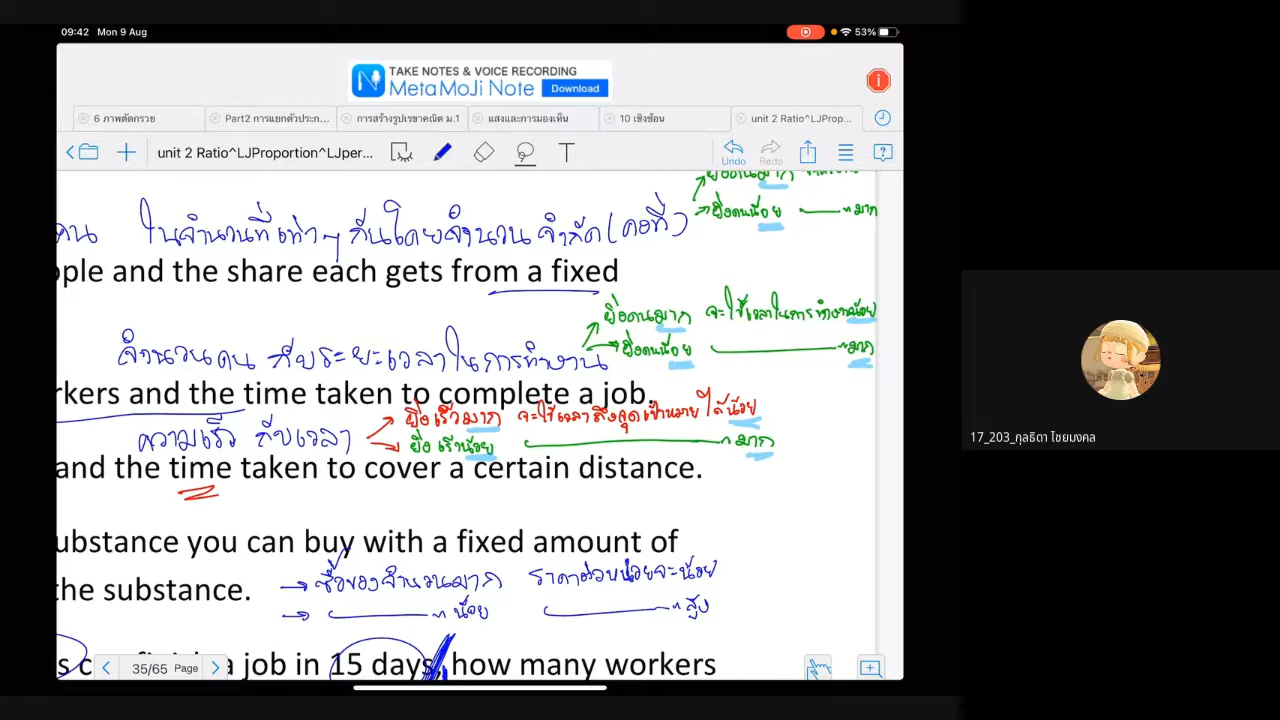 09:42 Mon 9 Aug
53%
TAKE NOTES & VOICE RECORDING
MetaMoJi Note Download
6 ภาพตัดกรวย
Part2 การแยกตัวประก...
การสร้างรูปเรขาคณิต ม.1
แสงและการมองเห็น
10 เชิงซ้อน
unit 2 Ratio^LJProp...
unit 2 Ratio^LJProportion^LJper...
Undo Redo
ยิ่งคนมาก
ยิ่งคนน้อย มาก
คน ในจำนวนที่เท่าๆ กันโดยจำนวน จำกัด (คงที่)
ople and the share each gets from a fixed
ยิ่งคนมาก จะใช้เวลาในการทำงานน้อย
ยิ่งคนน้อย มาก
จำนวนคน กับระยะเวลาในการทำงาน
rkers and the time taken to complete a job.
ยิ่งเร็วมาก จะใช้เวลาถึงจุดเป้าหมาย ได้น้อย
ความเร็ว กับเวลา
ยิ่งเร็วน้อย มาก
and the time taken to cover a certain distance.
ubstance you can buy with a fixed amount of
→ ซื้อของจำนวนมาก ราคาส่วนน้อยจะน้อย
the substance.
→ น้อย สูง
35/65 Page
a job in 15 days, how many workers
17_203_กุลธิดา ไชยมงคล